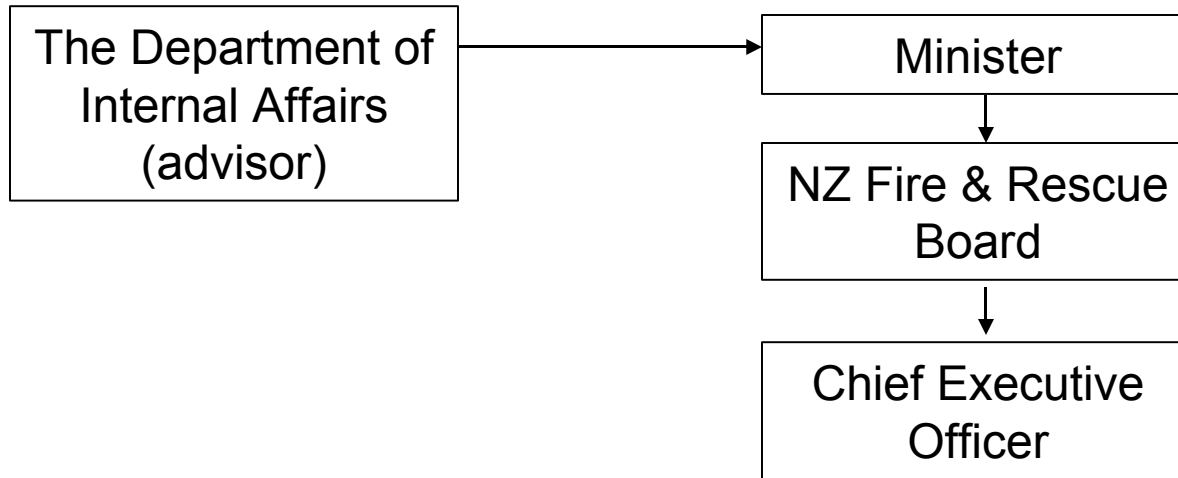 The Department of
Internal Affairs
(advisor)
Minister
NZ Fire & Rescue
Board
Chief Executive
Officer